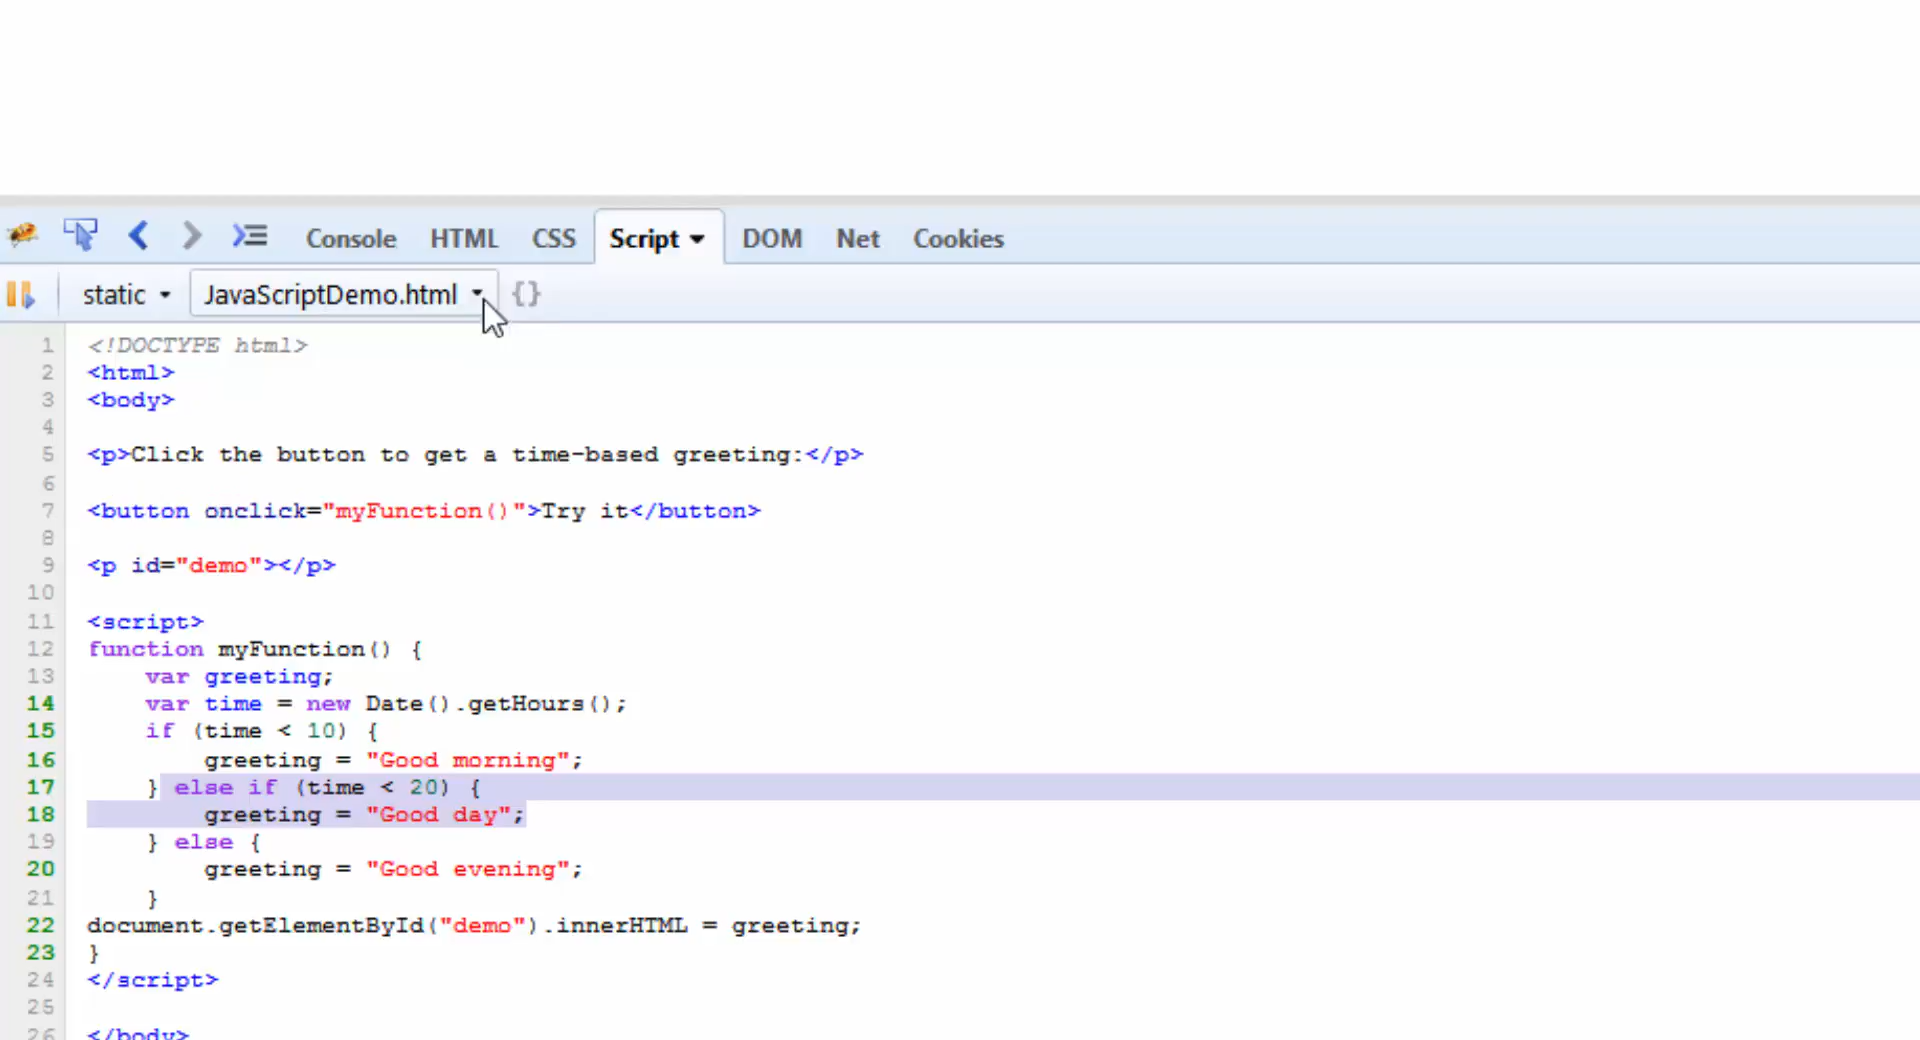 Console HTML CSS Script DOM Net Cookies
static JavaScriptDemo.html {}
1 <!DOCTYPE html>
2 <html>
3 <body>
4
5 <p>Click the button to get a time-based greeting:</p>
6
7 <button onclick="myFunction()">Try it</button>
8
9 <p id="demo"></p>
10
11 <script>
12 function myFunction() {
13     var greeting;
14     var time = new Date().getHours();
15     if (time < 10) {
16         greeting = "Good morning";
17     } else if (time < 20) {
18         greeting = "Good day";
19     } else {
20         greeting = "Good evening";
21     }
22 document.getElementById("demo").innerHTML = greeting;
23 }
24 </script>
25
26 </body>